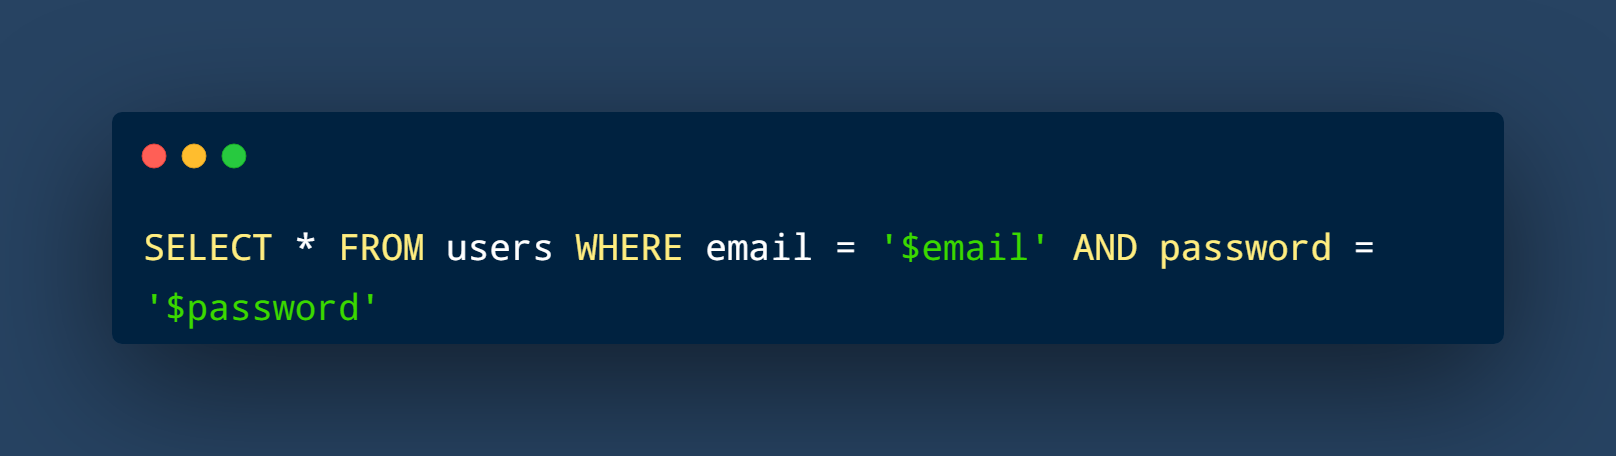 SELECT * FROM users WHERE email = '$email' AND password =
'$password'